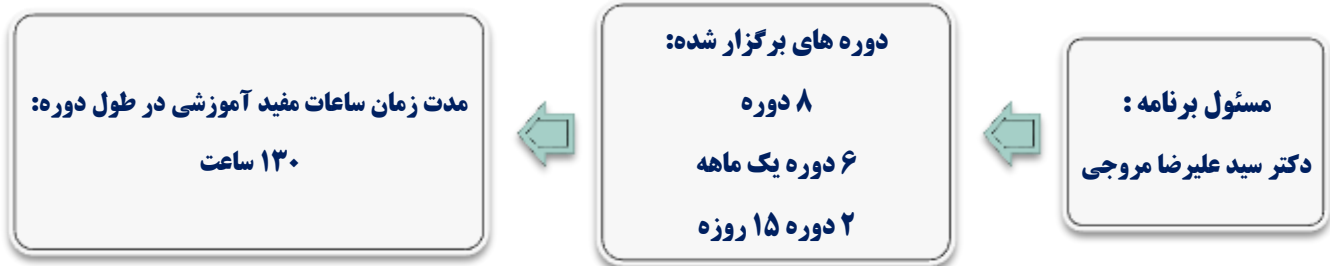 مسئول برنامه :
دکتر سید علیرضا مروجی
دوره های برگزار شده:
۸ دوره
۶ دوره یک ماهه
۲ دوره ۱۵ روزه
مدت زمان ساعات مفید آموزشی در طول دوره:
۱۳۰ ساعت